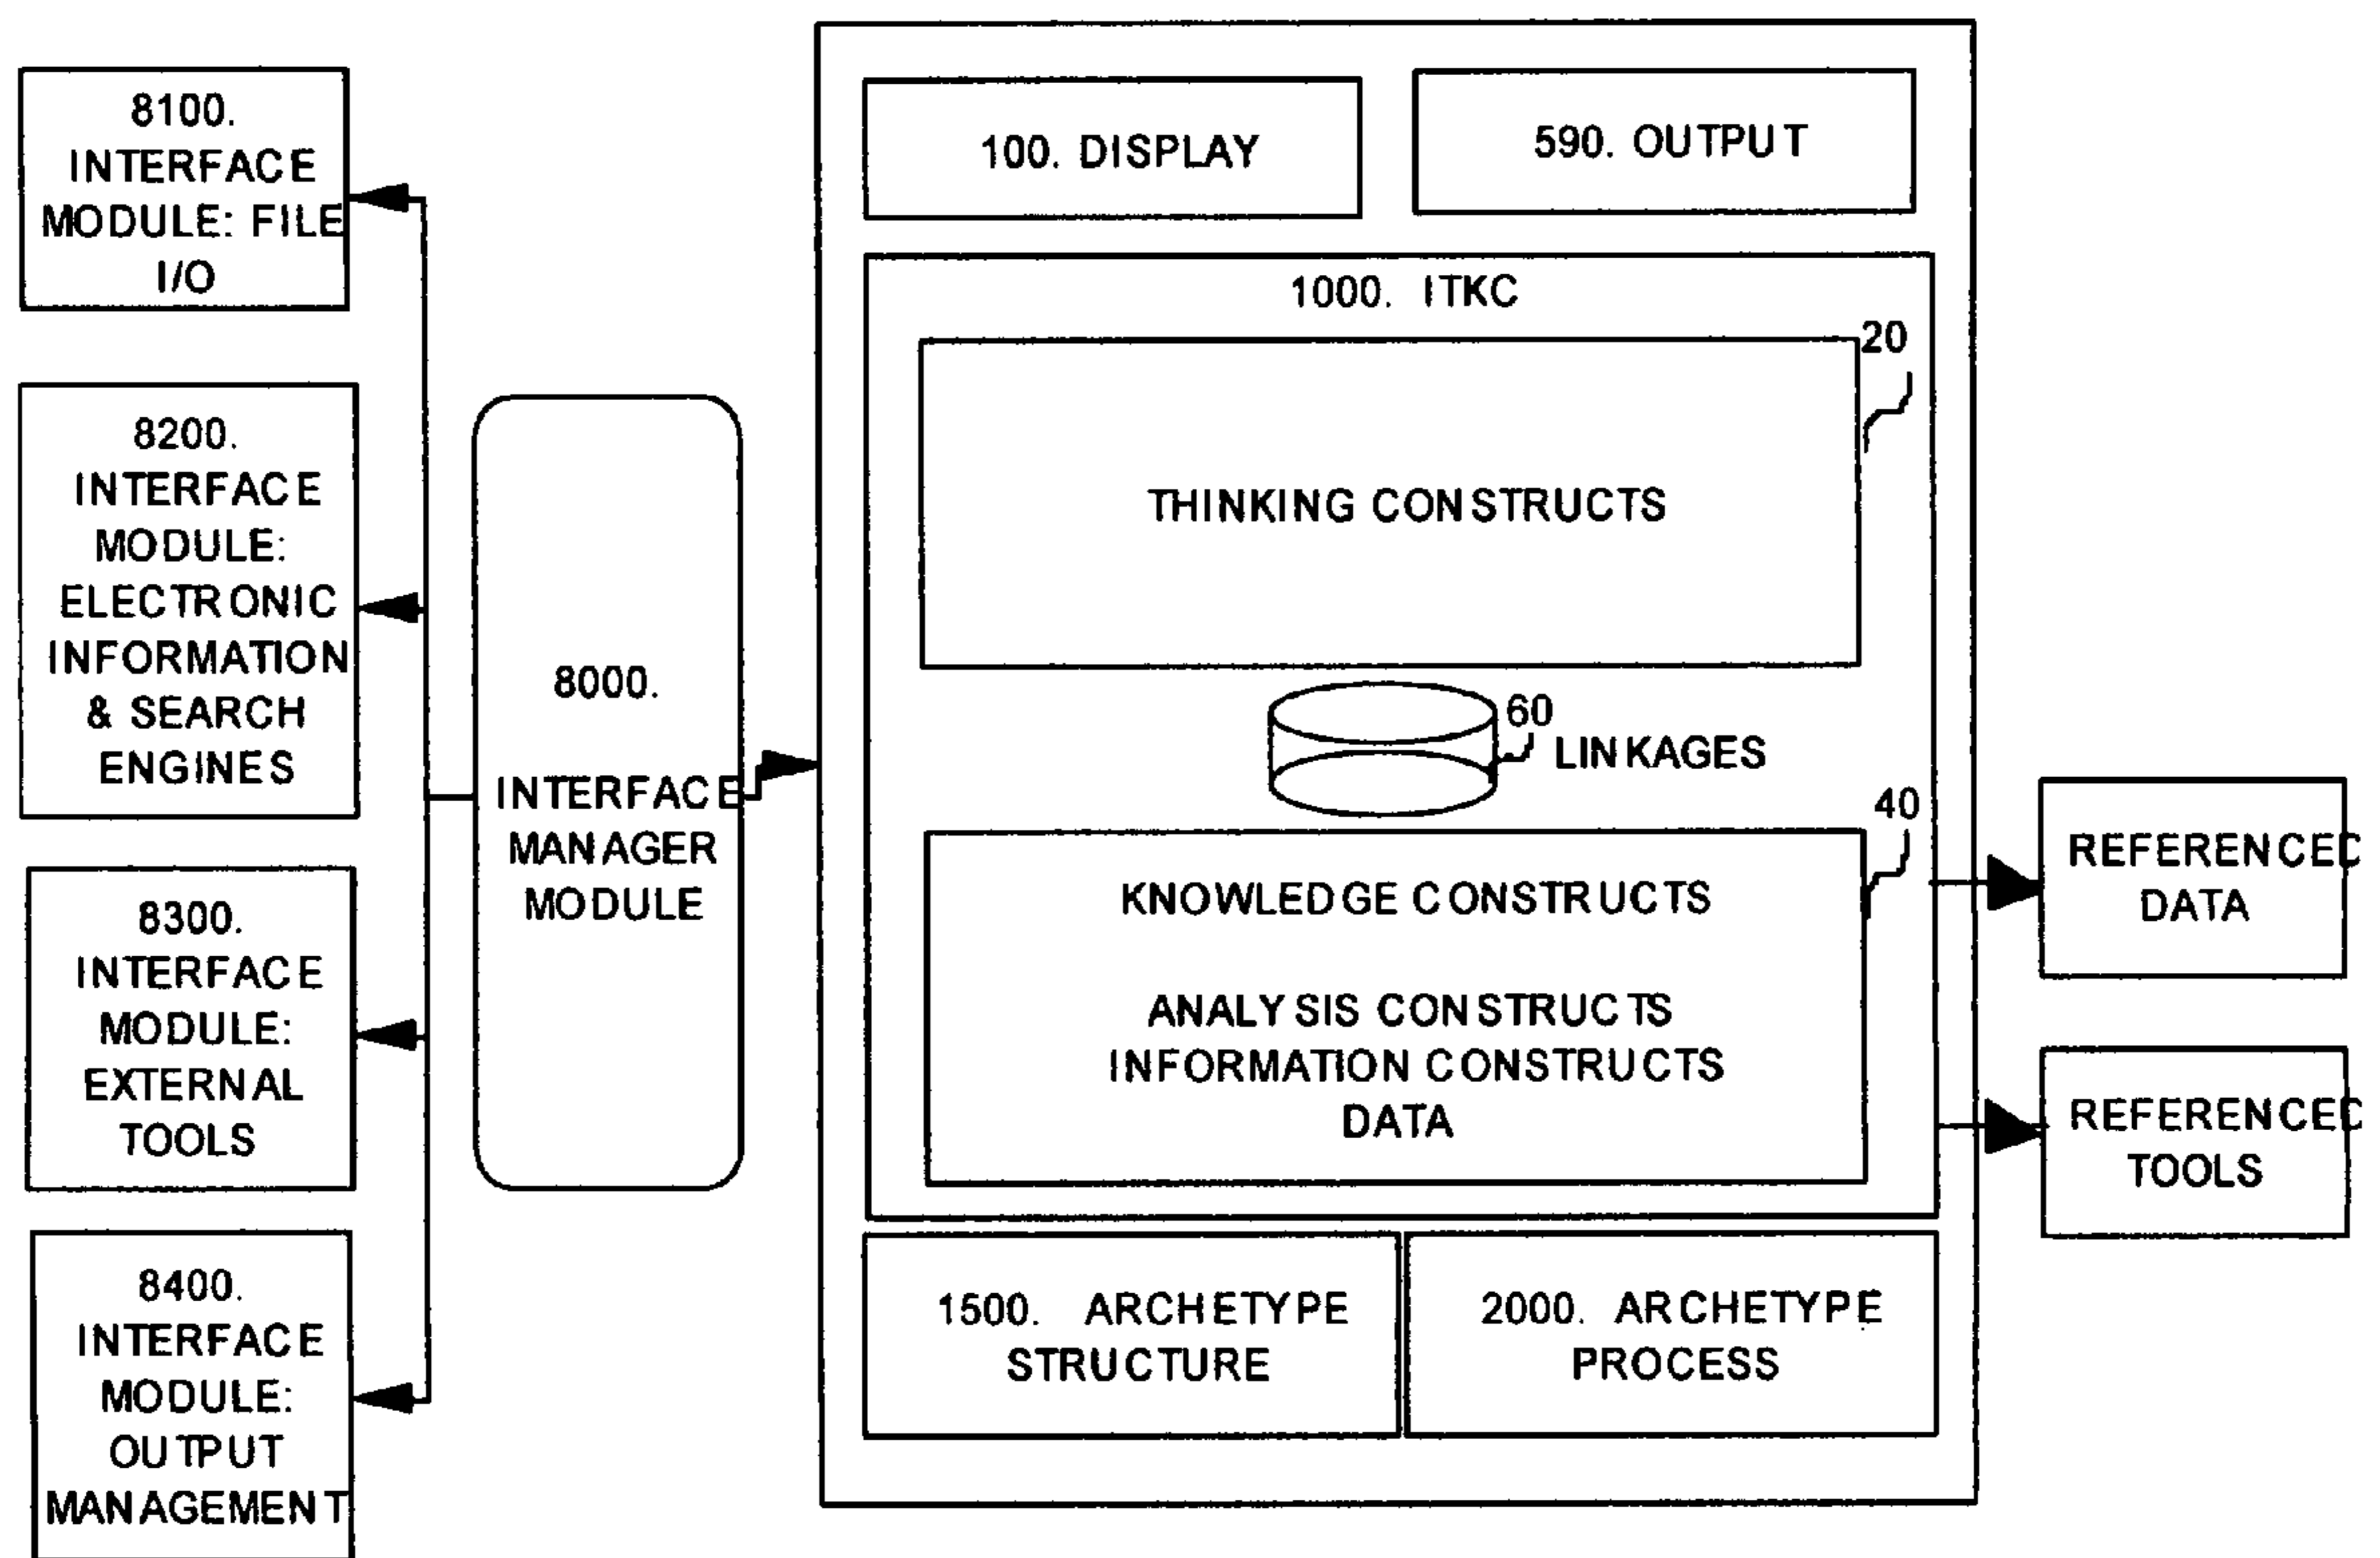 8100.
INTERFACE
MODULE: FILE
I/O
8200.
INTERFACE
MODULE:
ELECTRONIC
INFORMATION
& SEARCH
ENGINES
8300.
INTERFACE
MODULE:
EXTERNAL
TOOLS
8400.
INTERFACE
MODULE:
OUTPUT
MANAGEMENT
8000.
INTERFACE
MANAGER
MODULE
100. DISPLAY
590. OUTPUT
1000. ITKC
20
THINKING CONSTRUCTS
60
LINKAGES
40
KNOWLEDGE CONSTRUCTS
ANALYSIS CONSTRUCTS
INFORMATION CONSTRUCTS
DATA
1500. ARCHETYPE
STRUCTURE
2000. ARCHETYPE
PROCESS
REFERENCED
DATA
REFERENCED
TOOLS